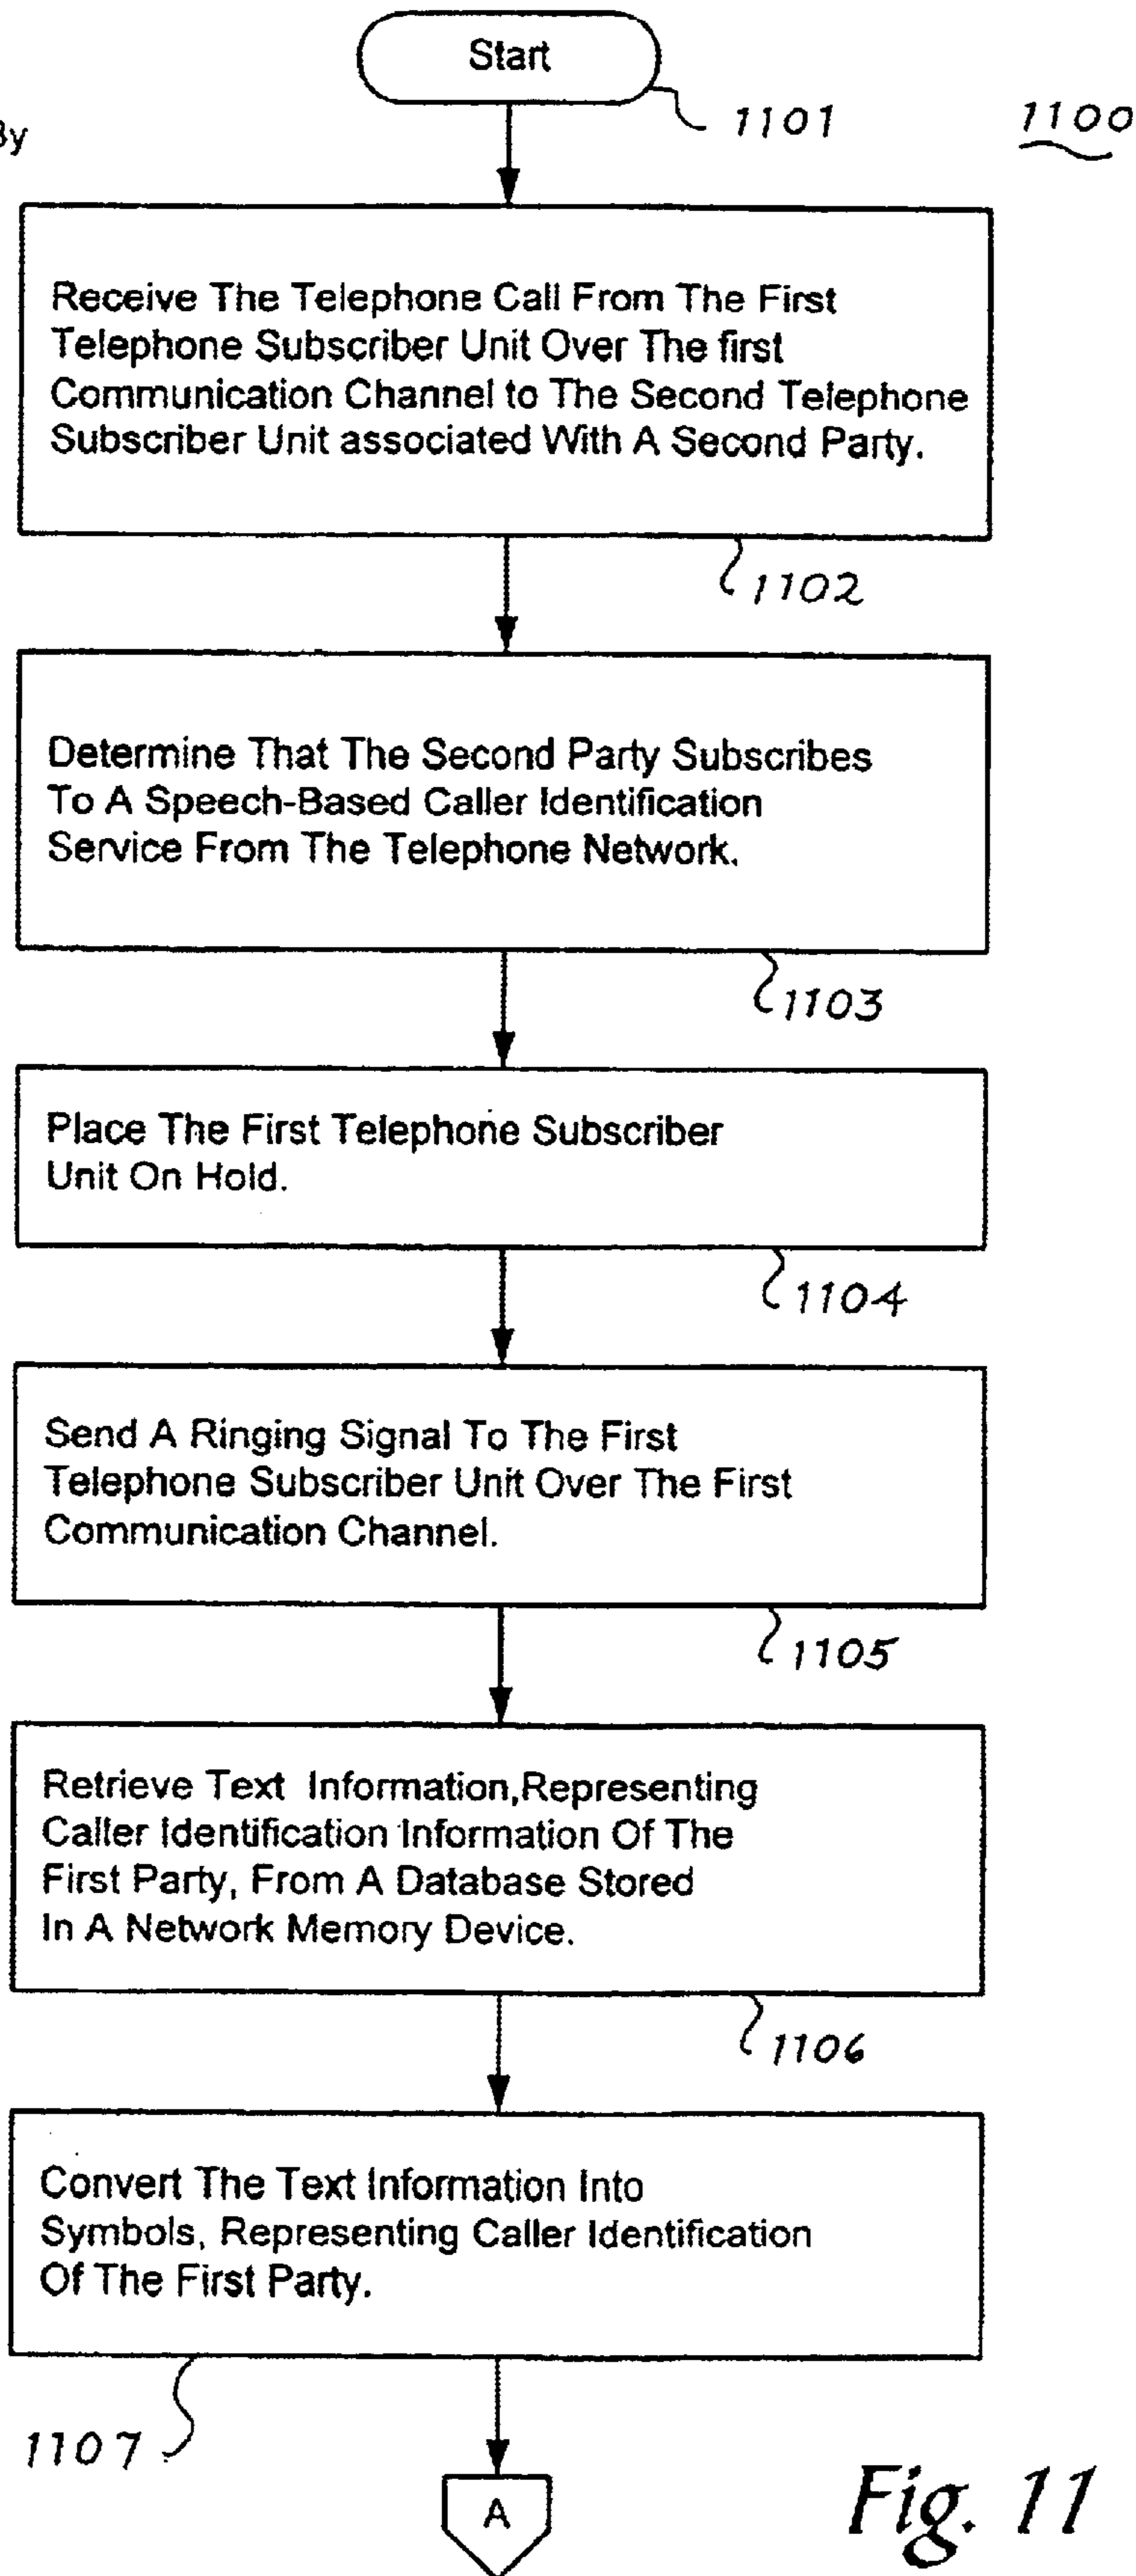 Start
1101
1100
By
Receive The Telephone Call From The First
Telephone Subscriber Unit Over The first
Communication Channel to The Second Telephone
Subscriber Unit associated With A Second Party.
1102
Determine That The Second Party Subscribes
To A Speech-Based Caller Identification
Service From The Telephone Network.
1103
Place The First Telephone Subscriber
Unit On Hold.
1104
Send A Ringing Signal To The First
Telephone Subscriber Unit Over The First
Communication Channel.
1105
Retrieve Text Information,Representing
Caller Identification Information Of The
First Party, From A Database Stored
In A Network Memory Device.
1106
Convert The Text Information Into
Symbols, Representing Caller Identification
Of The First Party.
1107
A
Fig. 11